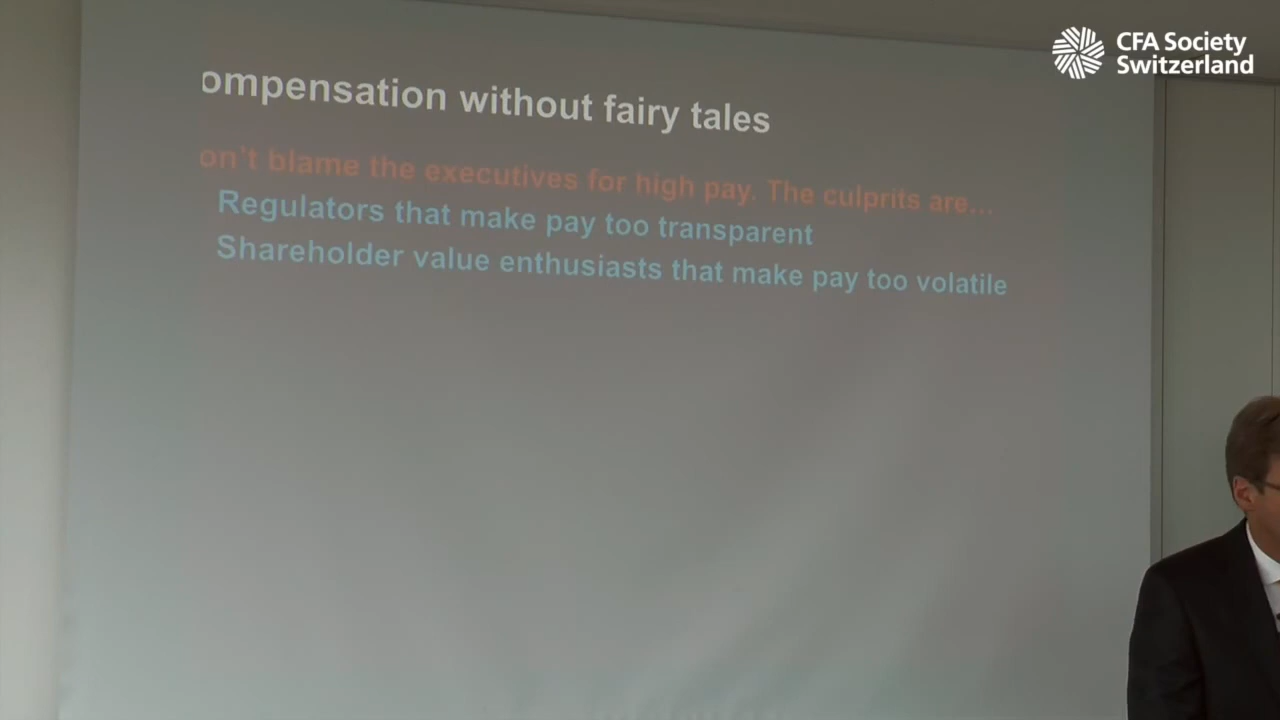 CFA Society
Switzerland
ompensation without fairy tales
on't blame the executives for high pay. The culprits are...
Regulators that make pay too transparent
Shareholder value enthusiasts that make pay too volatile